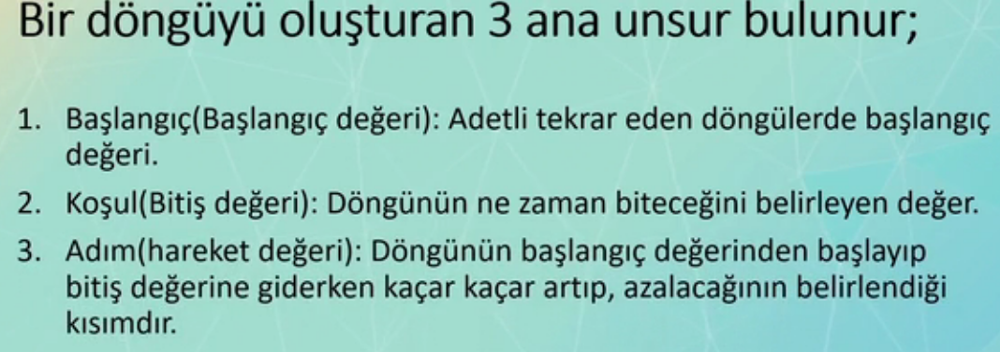 Bir döngüyü oluşturan 3 ana unsur bulunur;
1. Başlangıç(Başlangıç değeri): Adetli tekrar eden döngülerde başlangıç
değeri.
2. Koşul(Bitiş değeri): Döngünün ne zaman biteceğini belirleyen değer.
3. Adım(hareket değeri): Döngünün başlangıç değerinden başlayıp
bitiş değerine giderken kaçar kaçar artıp, azalacağının belirlendiği
kısımdır.